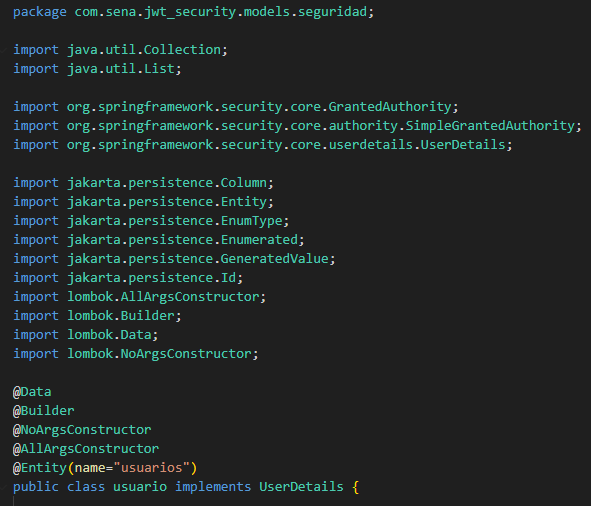 package com.sena.jwt_security.models.seguridad;
import java.util.Collection;
import java.util.List;
import org.springframework.security.core.GrantedAuthority;
import org.springframework.security.core.authority.SimpleGrantedAuthority;
import org.springframework.security.core.userdetails.UserDetails;
import jakarta.persistence.Column;
import jakarta.persistence.Entity;
import jakarta.persistence.EnumType;
import jakarta.persistence.Enumerated;
import jakarta.persistence.GeneratedValue;
import jakarta.persistence.Id;
import lombok.AllArgsConstructor;
import lombok.Builder;
import lombok.Data;
import lombok.NoArgsConstructor;
@Data
@Builder
@NoArgsConstructor
@AllArgsConstructor
@Entity(name="usuarios")
public class usuario implements UserDetails {